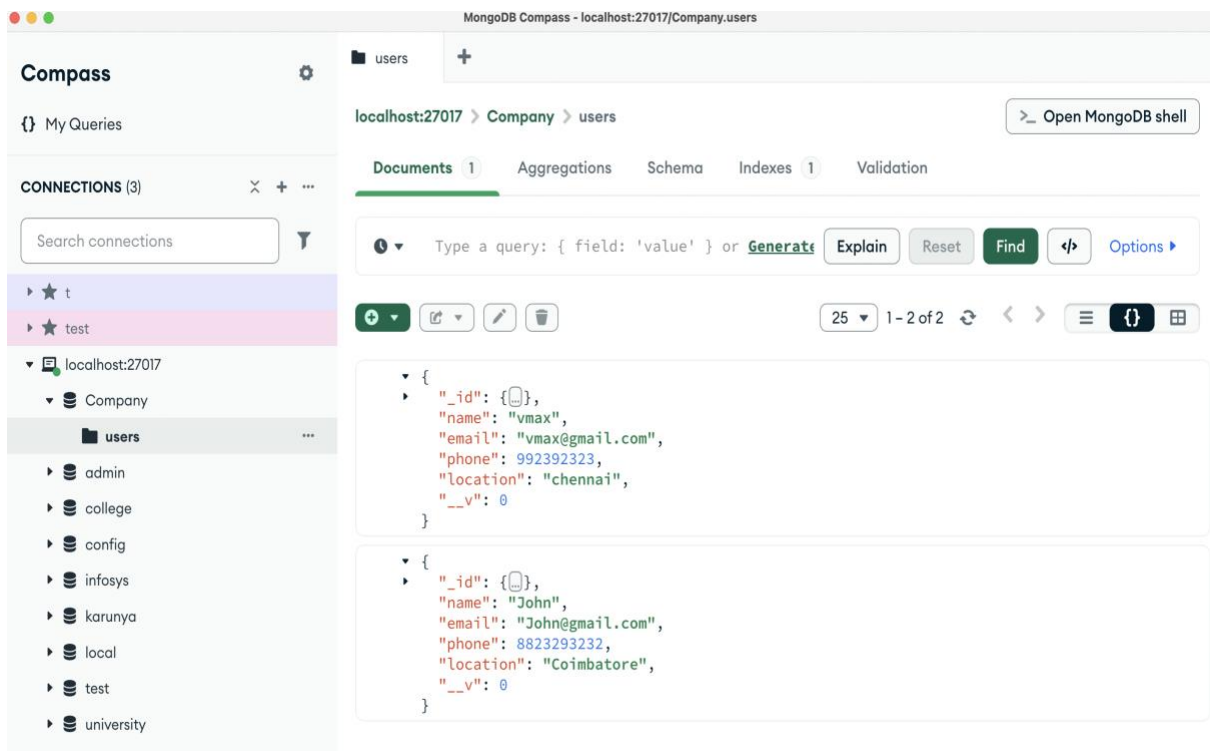 MongoDB Compass - localhost:27017/Company.users
Compass
{} My Queries
CONNECTIONS (3)
Search connections
t
test
localhost:27017
Company
users
admin
college
config
infosys
karunya
local
test
university
users
localhost:27017 > Company > users
>_ Open MongoDB shell
Documents 1 Aggregations Schema Indexes 1 Validation
Type a query: { field: 'value' } or Generate Explain Reset Find </> Options
25 1 – 2 of 2 {}
{
"_id": {…},
"name": "vmax",
"email": "vmax@gmail.com",
"phone": 992392323,
"location": "chennai",
"__v": 0
}
{
"_id": {…},
"name": "John",
"email": "John@gmail.com",
"phone": 8823293232,
"location": "Coimbatore",
"__v": 0
}